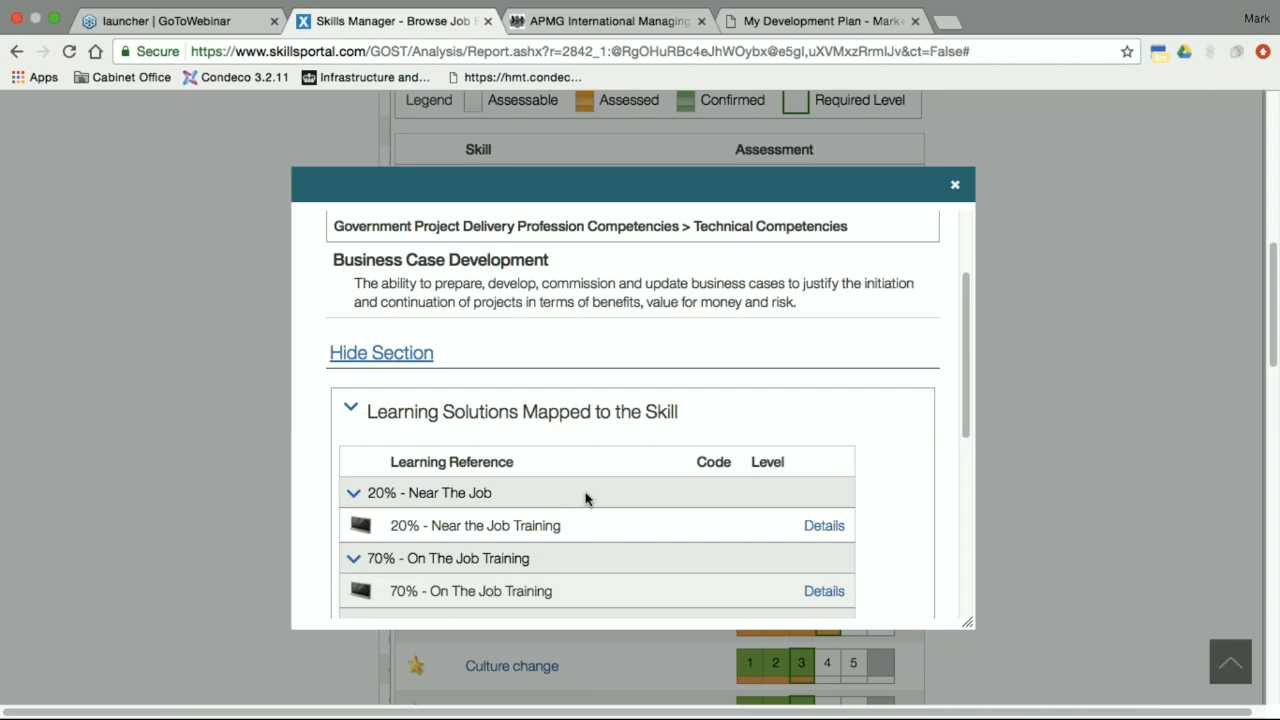 launcher | GoToWebinar
Skills Manager - Browse Job
APMG International Managing
My Development Plan - Mark
Mark
Secure
https://www.skillsportal.com/GOST/Analysis/Report.ashx?r=2842_1:@RgOHuRBc4eJhWOybx@e5gI,uXVMxzRrmIJv&ct=False#
Apps
Cabinet Office
Condeco 3.2.11
Infrastructure and...
https://hmt.condec...
Legend
Assessable
Assessed
Confirmed
Required Level
Skill
Assessment
Government Project Delivery Profession Competencies > Technical Competencies
Business Case Development
The ability to prepare, develop, commission and update business cases to justify the initiation
and continuation of projects in terms of benefits, value for money and risk.
Hide Section
Learning Solutions Mapped to the Skill
Learning Reference
Code
Level
20% - Near The Job
20% - Near the Job Training
Details
70% - On The Job Training
70% - On The Job Training
Details
Culture change
1 2 3 4 5